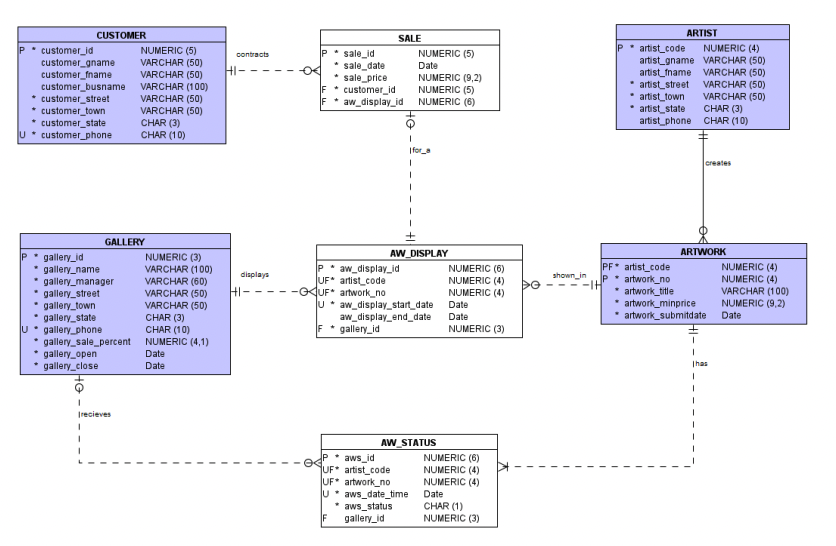 CUSTOMER
P * customer_id NUMERIC (5)
customer_gname VARCHAR (50)
customer_fname VARCHAR (50)
customer_busname VARCHAR (100)
* customer_street VARCHAR (50)
* customer_town VARCHAR (50)
* customer_state CHAR (3)
U * customer_phone CHAR (10)
contracts
SALE
P * sale_id NUMERIC (5)
* sale_date Date
* sale_price NUMERIC (9,2)
F * customer_id NUMERIC (5)
F * aw_display_id NUMERIC (6)
ARTIST
P * artist_code NUMERIC (4)
artist_gname VARCHAR (50)
artist_fname VARCHAR (50)
* artist_street VARCHAR (50)
* artist_town VARCHAR (50)
* artist_state CHAR (3)
artist_phone CHAR (10)
for_a
creates
GALLERY
P * gallery_id NUMERIC (3)
* gallery_name VARCHAR (100)
* gallery_manager VARCHAR (60)
* gallery_street VARCHAR (50)
* gallery_town VARCHAR (50)
* gallery_state CHAR (3)
U * gallery_phone CHAR (10)
* gallery_sale_percent NUMERIC (4,1)
* gallery_open Date
* gallery_close Date
displays
AW_DISPLAY
P * aw_display_id NUMERIC (6)
UF* artist_code NUMERIC (4)
UF* artwork_no NUMERIC (4)
U * aw_display_start_date Date
aw_display_end_date Date
F * gallery_id NUMERIC (3)
shown_in
ARTWORK
PF* artist_code NUMERIC (4)
P * artwork_no NUMERIC (4)
* artwork_title VARCHAR (100)
* artwork_minprice NUMERIC (9,2)
* artwork_submitdate Date
has
recieves
AW_STATUS
P * aws_id NUMERIC (6)
UF* artist_code NUMERIC (4)
UF* artwork_no NUMERIC (4)
U * aws_date_time Date
* aws_status CHAR (1)
F gallery_id NUMERIC (3)